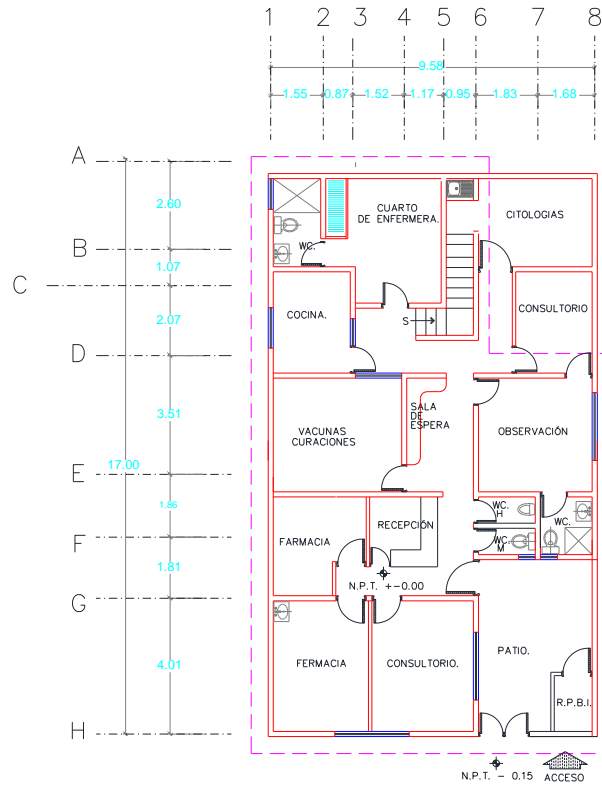 1 2 3 4 5 6 7 8
9.58
1.55 0.87 1.52 1.17 0.95 1.83 1.68
A
B
C
D
E
F
G
H
2.60
1.07
2.07
3.51
17.00
1.86
1.81
4.01
CUARTO
DE ENFERMERA.
CITOLOGIAS
WC.
COCINA.
S
CONSULTORIO
SALA
DE
ESPERA
VACUNAS
CURACIONES
OBSERVACIÓN
WC.
H
WC.
WC.
M
FARMACIA
RECEPCIÓN
N.P.T. +-0.00
FERMACIA
CONSULTORIO.
PATIO.
R.P.B.I.
N.P.T. - 0.15
ACCESO